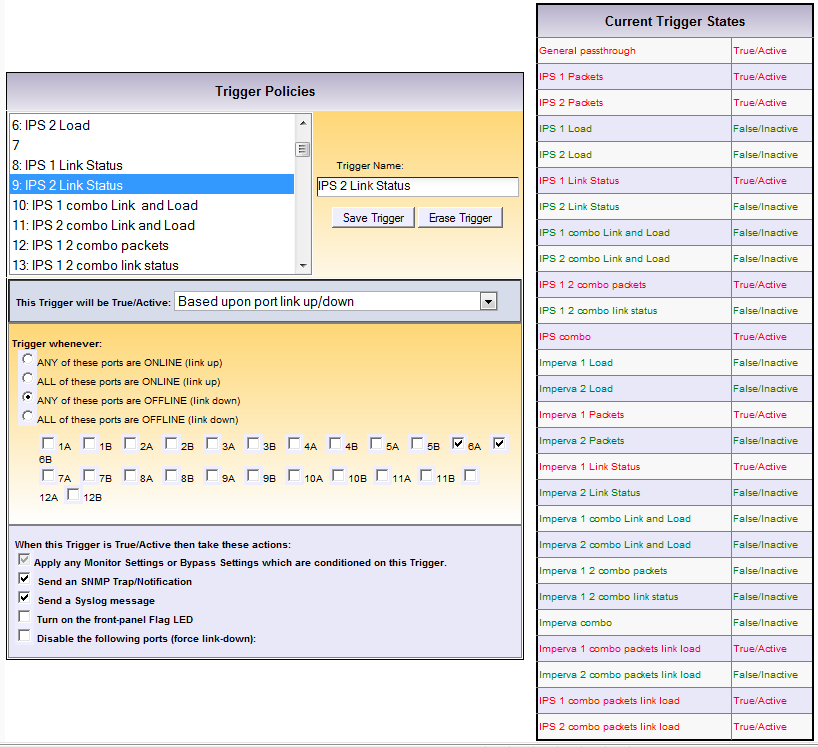 Trigger Policies
6: IPS 2 Load
7
8: IPS 1 Link Status
9: IPS 2 Link Status
10: IPS 1 combo Link and Load
11: IPS 2 combo Link and Load
12: IPS 1 2 combo packets
13: IPS 1 2 combo link status
Trigger Name:
IPS 2 Link Status
Save Trigger Erase Trigger
This Trigger will be True/Active: Based upon port link up/down
Trigger whenever:
ANY of these ports are ONLINE (link up)
ALL of these ports are ONLINE (link up)
ANY of these ports are OFFLINE (link down)
ALL of these ports are OFFLINE (link down)
1A 1B 2A 2B 3A 3B 4A 4B 5A 5B 6A
6B
7A 7B 8A 8B 9A 9B 10A 10B 11A 11B
12A 12B
When this Trigger is True/Active then take these actions:
Apply any Monitor Settings or Bypass Settings which are conditioned on this Trigger.
Send an SNMP Trap/Notification
Send a Syslog message
Turn on the front-panel Flag LED
Disable the following ports (force link-down):
Current Trigger States
General passthrough True/Active
IPS 1 Packets True/Active
IPS 2 Packets True/Active
IPS 1 Load False/Inactive
IPS 2 Load False/Inactive
IPS 1 Link Status True/Active
IPS 2 Link Status False/Inactive
IPS 1 combo Link and Load False/Inactive
IPS 2 combo Link and Load False/Inactive
IPS 1 2 combo packets True/Active
IPS 1 2 combo link status False/Inactive
IPS combo True/Active
Imperva 1 Load False/Inactive
Imperva 2 Load False/Inactive
Imperva 1 Packets True/Active
Imperva 2 Packets False/Inactive
Imperva 1 Link Status True/Active
Imperva 2 Link Status False/Inactive
Imperva 1 combo Link and Load False/Inactive
Imperva 2 combo Link and Load False/Inactive
Imperva 1 2 combo packets False/Inactive
Imperva 1 2 combo link status False/Inactive
Imperva combo False/Inactive
Imperva 1 combo packets link load True/Active
Imperva 2 combo packets link load False/Inactive
IPS 1 combo packets link load True/Active
IPS 2 combo packets link load True/Active